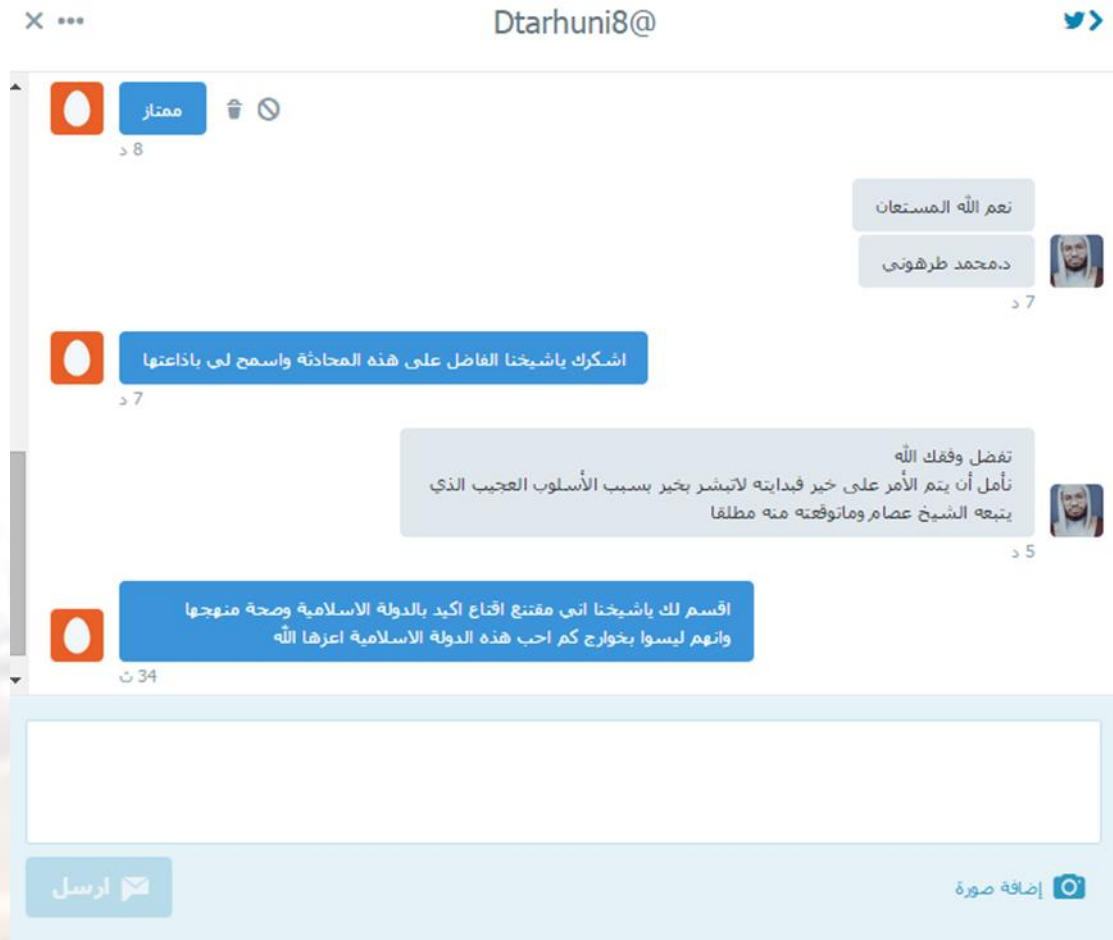 @Dtarhuni8
ممتاز
8 د
نعم الله المستعان
د.محمد طرهونى
7 د
اشكرك ياشيخنا الفاضل على هذه المحادثة واسمح لي باذاعتها
7 د
تفضل وفقك الله
نأمل أن يتم الأمر على خير فبدايته لاتبشر بخير بسبب الأسلوب العجيب الذي
يتبعه الشيخ عصام وماتوقعته منه مطلقا
5 د
اقسم لك ياشيخنا اني مقتنع اقتاع اكيد بالدولة الاسلامية وصحة منهجها
وانهم ليسوا بخوارج كم احب هذه الدولة الاسلامية اعزها الله
34 ث
إضافة صورة
ارسل